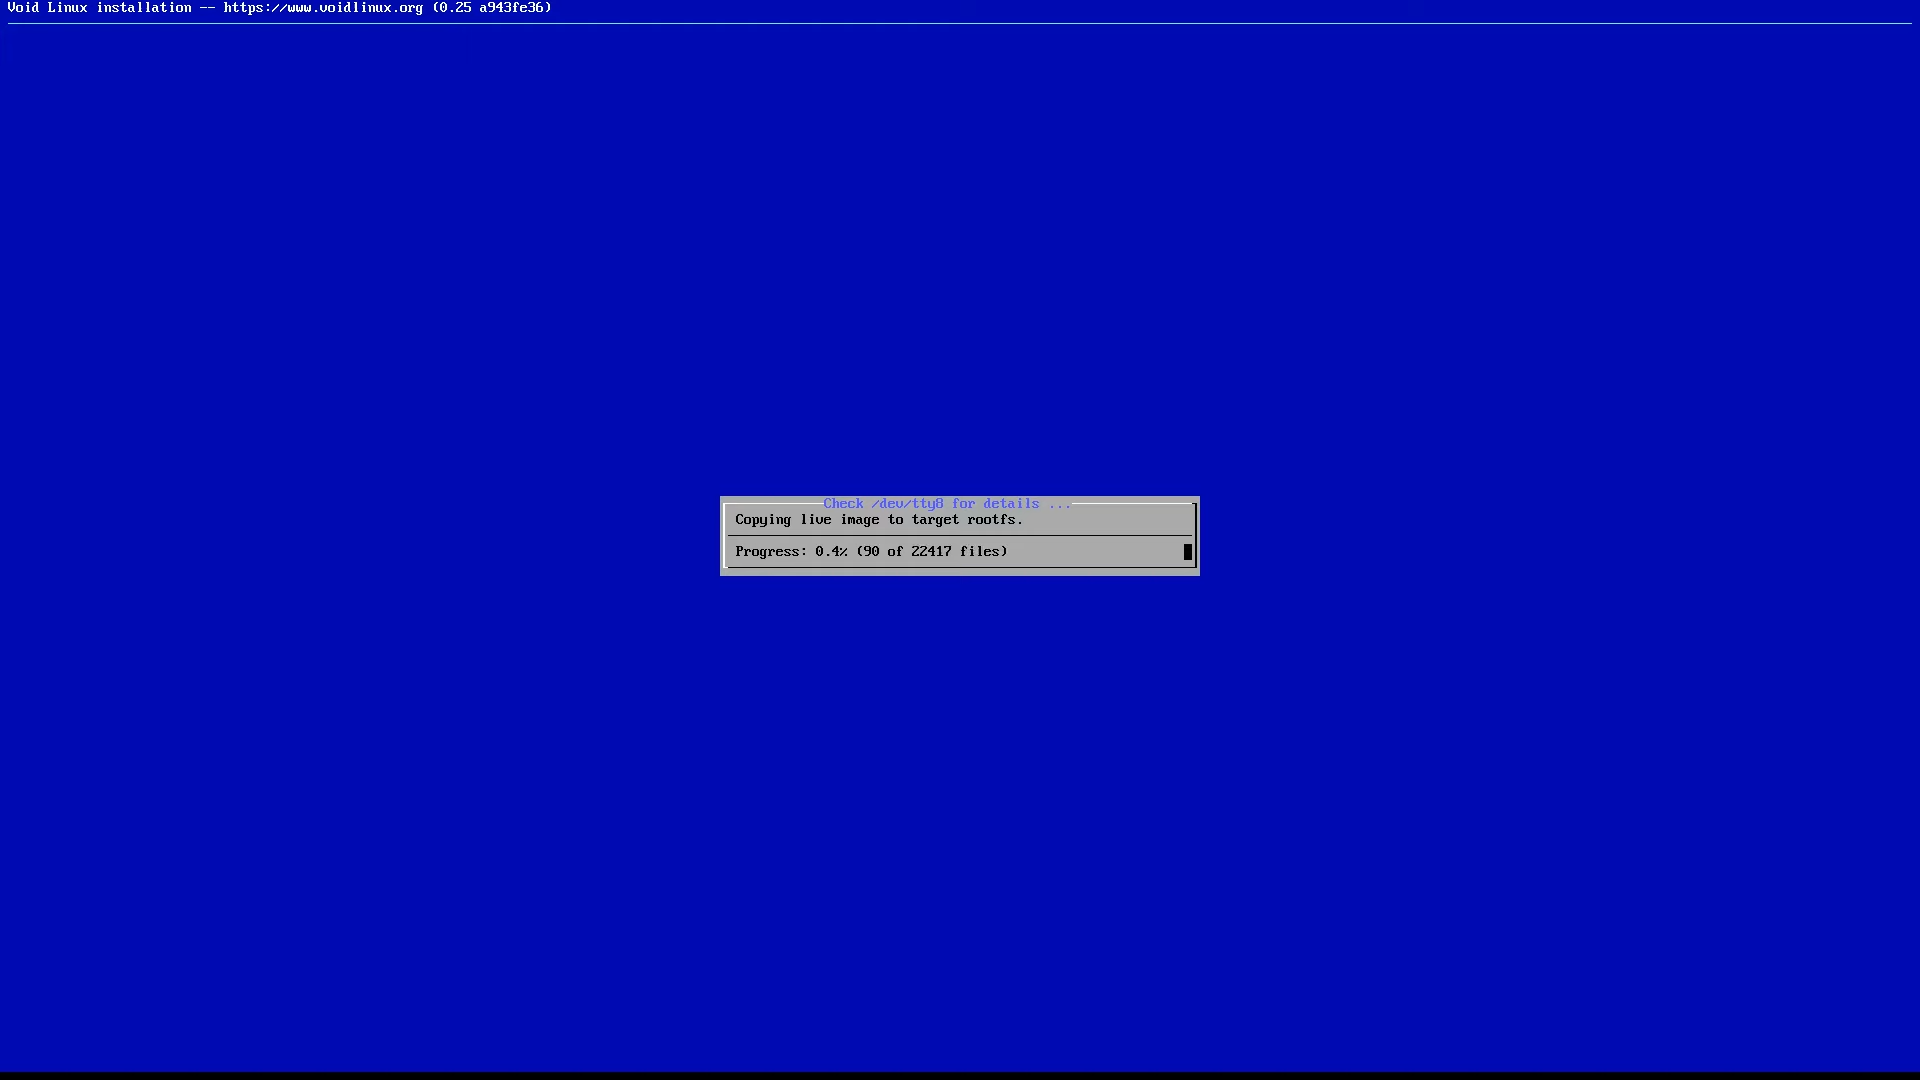 Void Linux installation -- https://www.voidlinux.org (0.25 a943fe36)
Check /dev/tty8 for details ...
Copying live image to target rootfs.
Progress: 0.4% (90 of 22417 files)